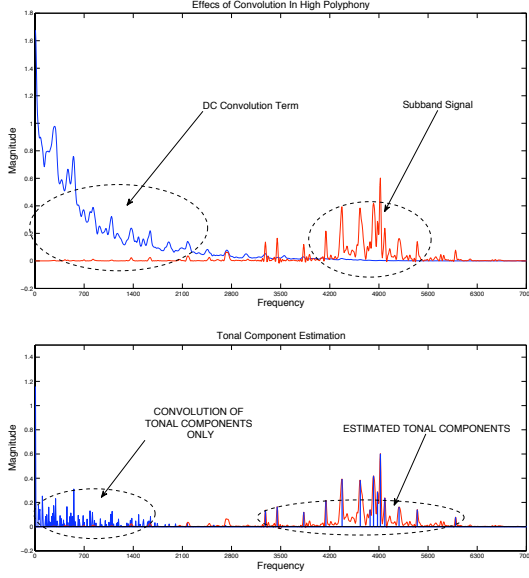 Effecs of Convolution In High Polyphony
1.8
1.6
1.4
1.2
1
0.8
0.6
0.4
0.2
0
−0.2
Magnitude
DC Convolution Term
Subband Signal
0 700 1400 2100 2800 3500 4200 4900 5600 6300 7000
Frequency
Tonal Component Estimation
1.4
1.2
1
0.8
0.6
0.4
0.2
0
−0.2
Magnitude
CONVOLUTION OF
TONAL COMPONENTS
ONLY
ESTIMATED TONAL COMPONENTS
0 700 1400 2100 2800 3500 4200 4900 5600 6300 700
Frequency